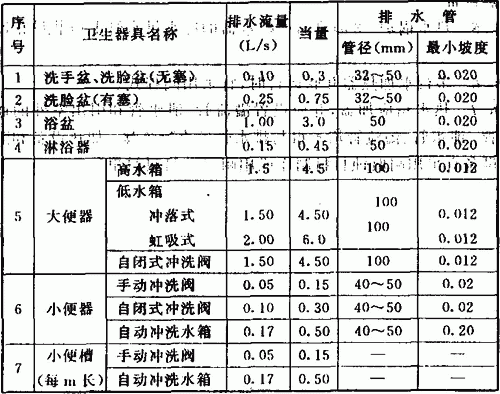 序号 卫生器具名称 排水流量(L/s) 当量 排水管
管径(mm) 最小坡度
1 洗手盆、洗脸盆(无塞) 0.10 0.3 32～50 0.020
2 洗脸盆(有塞) 0.25 0.75 32～50 0.020
3 浴盆 1.00 3.0 50 0.020
4 淋浴器 0.15 0.45 50 0.020
5 大便器
高水箱 1.5 4.5 100 0.012
低水箱
冲落式 1.50 4.50 100 0.012
虹吸式 2.00 6.0 100 0.012
自闭式冲洗阀 1.50 4.50 100 0.012
6 小便器
手动冲洗阀 0.05 0.15 40～50 0.02
自闭式冲洗阀 0.10 0.30 40～50 0.02
自动冲洗水箱 0.17 0.50 40～50 0.20
7 小便槽(每m长)
手动冲洗阀 0.05 0.15 — —
自动冲洗水箱 0.17 0.50 — —